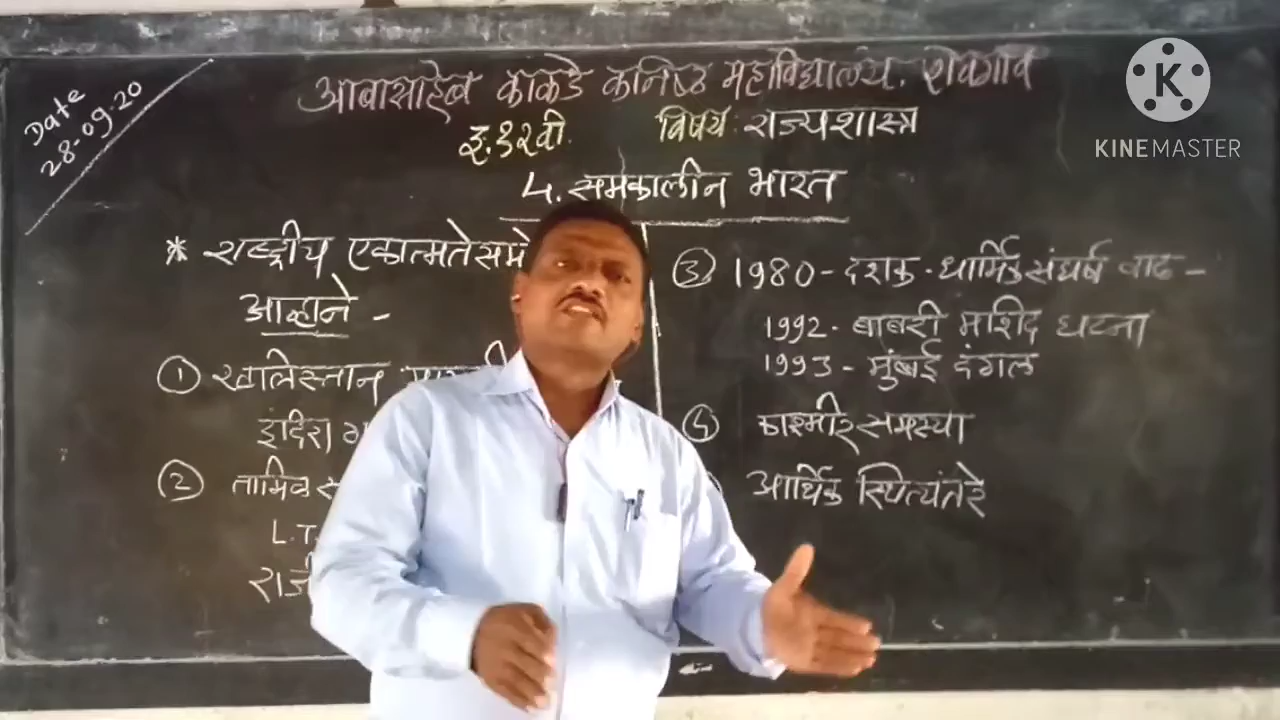 Date
28-09-20
आबासाहेब काकडे कनिष्ठ महाविद्यालय, शेवगाव
इ.१२वी. विषय: राज्यशास्त्र
4. समकालीन भारत
* राष्ट्रीय एकात्मतेसमो
आव्हाने -
① खलिस्तान
इंदिरा
② तामिळ
L.T.
राजी
③ 1980 - दशक - धार्मिक संघर्ष वाढ -
1992 - बाबरी मशिद घटना
1993 - मुंबई दंगल
④ काश्मीर समस्या
आर्थिक स्थित्यंतरे
K
KINEMASTER